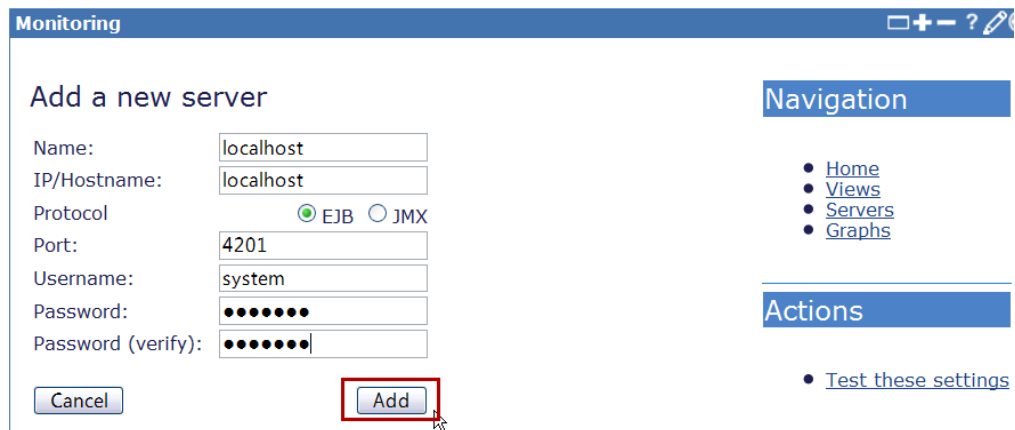 Monitoring
?
Add a new server
Name: localhost
IP/Hostname: localhost
Protocol EJB JMX
Port: 4201
Username: system
Password: ●●●●●●●
Password (verify): ●●●●●●●
Cancel Add
Navigation
Home
Views
Servers
Graphs
Actions
Test these settings